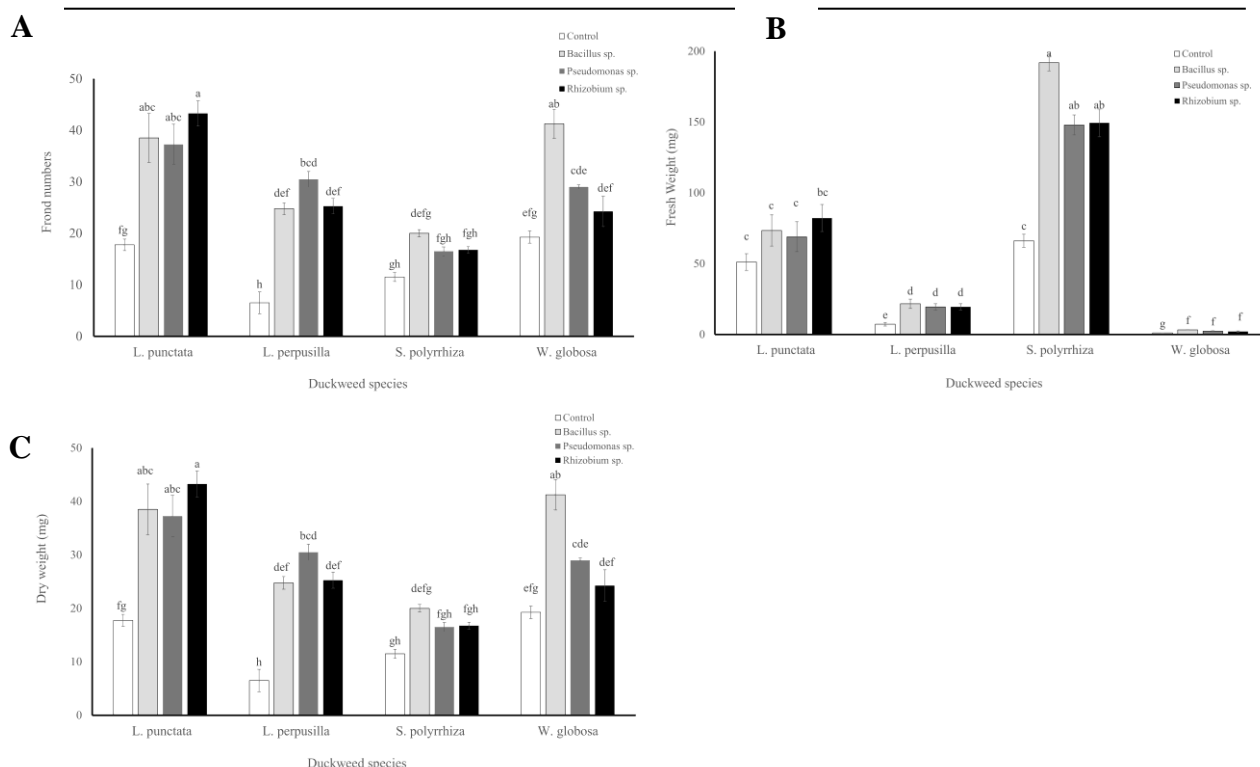 A
Control
Bacillus sp.
Pseudomonas sp.
Rhizobium sp.
Frond numbers
50
40
30
20
10
0
fg
abc
abc
a
h
def
bcd
def
gh
defg
fgh
fgh
efg
ab
cde
def
L. punctata
L. perpusilla
S. polyrrhiza
W. globosa
Duckweed species
B
Control
Bacillus sp.
Pseudomonas sp.
Rhizobium sp.
Fresh Weight (mg)
200
150
100
50
0
c
c
c
bc
e
d
d
d
c
a
ab
ab
g
f
f
f
L. punctata
L. perpusilla
S. polyrrhiza
W. globosa
Duckweed species
C
Control
Bacillus sp.
Pseudomonas sp.
Rhizobium sp.
Dry weight (mg)
50
40
30
20
10
0
fg
abc
abc
a
h
def
bcd
def
gh
defg
fgh
fgh
efg
ab
cde
def
L. punctata
L. perpusilla
S. polyrrhiza
W. globosa
Duckweed species